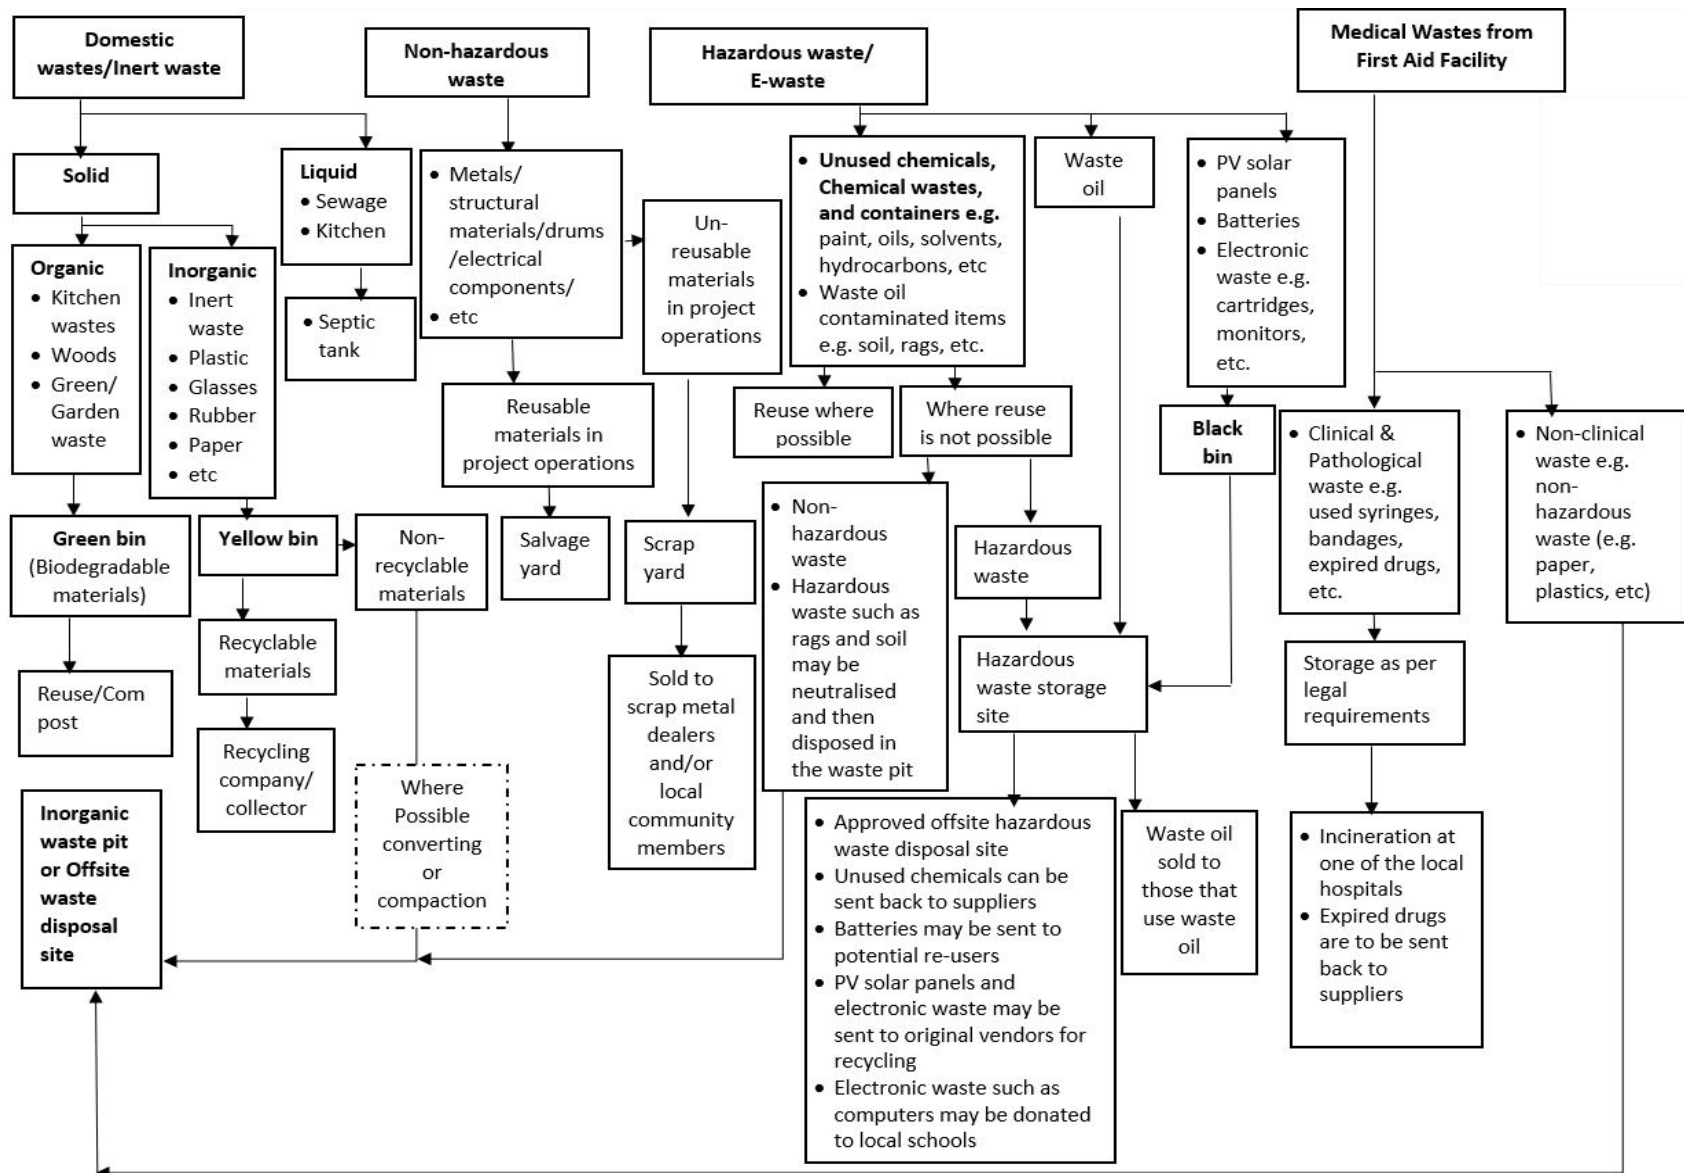 Domestic
wastes/Inert waste
Non-hazardous
waste
Hazardous waste/
E-waste
Medical Wastes from
First Aid Facility
Solid
Liquid
• Sewage
• Kitchen
• Metals/
structural
materials/drums
/electrical
components/
• etc
Un-
reusable
materials
in project
operations
• Unused chemicals,
Chemical wastes,
and containers e.g.
paint, oils, solvents,
hydrocarbons, etc
• Waste oil
contaminated items
e.g. soil, rags, etc.
Waste
oil
• PV solar
panels
• Batteries
• Electronic
waste e.g.
cartridges,
monitors,
etc.
Organic
• Kitchen
wastes
• Woods
• Green/
Garden
waste
Inorganic
• Inert
waste
• Plastic
• Glasses
• Rubber
• Paper
• etc
• Septic
tank
Reusable
materials in
project operations
Reuse where
possible
Where reuse
is not possible
Black
bin
• Clinical &
Pathological
waste e.g.
used syringes,
bandages,
expired drugs,
etc.
• Non-clinical
waste e.g.
non-
hazardous
waste (e.g.
paper,
plastics, etc)
Green bin
(Biodegradable
materials)
Yellow bin
Non-
recyclable
materials
Salvage
yard
Scrap
yard
• Non-
hazardous
waste
• Hazardous
waste such as
rags and soil
may be
neutralised
and then
disposed in
the waste pit
Hazardous
waste
Recyclable
materials
Reuse/Com
post
Sold to
scrap metal
dealers
and/or
local
community
members
Hazardous
waste storage
site
Storage as per
legal
requirements
Recycling
company/
collector
Where
Possible
converting
or
compaction
Inorganic
waste pit
or Offsite
waste
disposal
site
• Approved offsite hazardous
waste disposal site
• Unused chemicals can be
sent back to suppliers
• Batteries may be sent to
potential re-users
• PV solar panels and
electronic waste may be
sent to original vendors for
recycling
• Electronic waste such as
computers may be donated
to local schools
Waste oil
sold to
those that
use waste
oil
• Incineration at
one of the local
hospitals
• Expired drugs
are to be sent
back to
suppliers